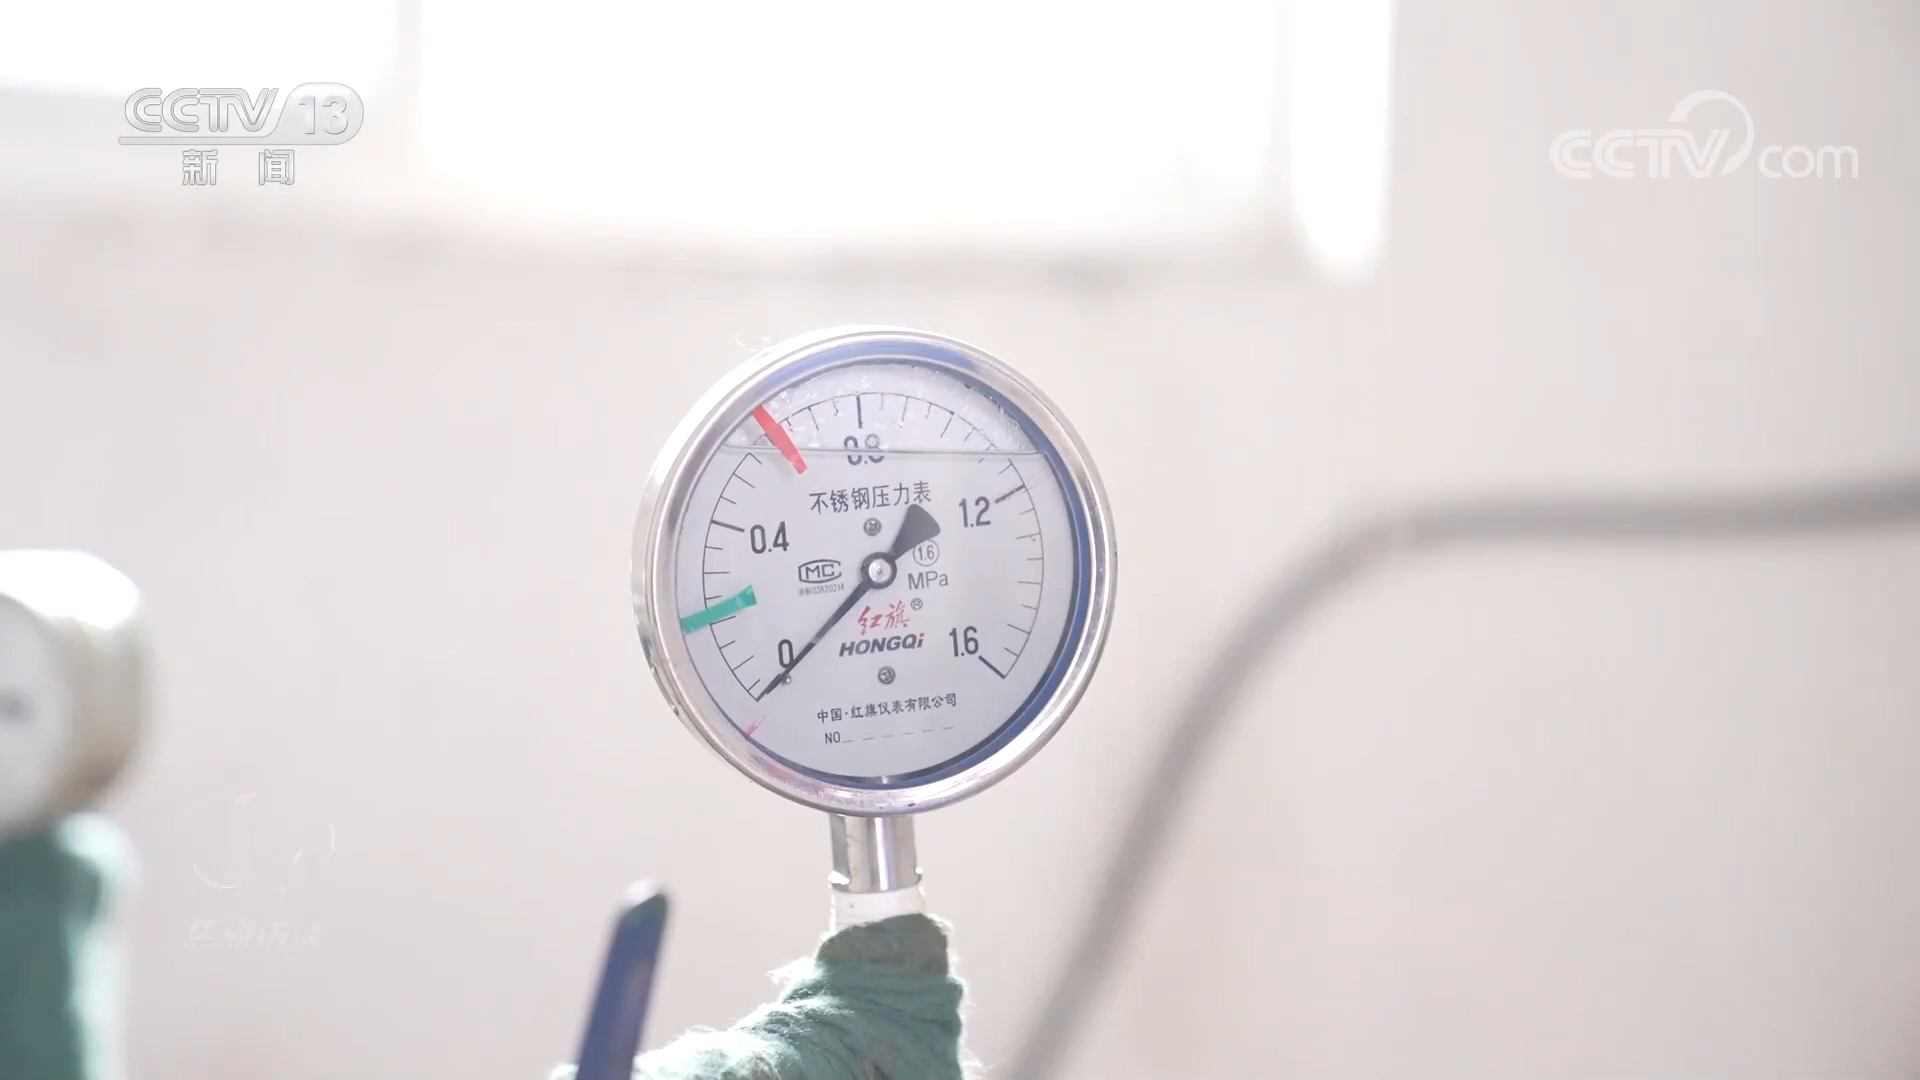 CCTV 13
新闻
CCTV com
0.8
不锈钢压力表
0.4
1.2
1.6
MC
MPa
红旗®
HONGQi
0
1.6
中国·红旗仪表有限公司
NO